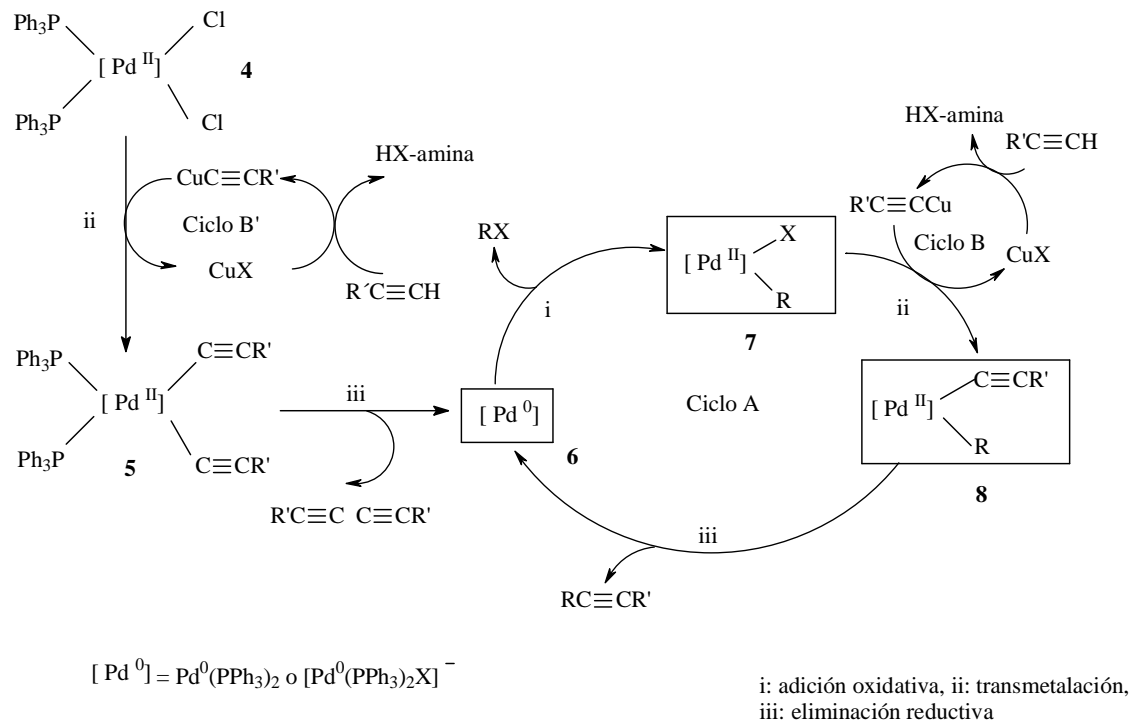 Ph3P
Cl
[ Pd II]
4
Ph3P
Cl
ii
CuC≡CR'
HX-amina
Ciclo B'
CuX
R´C≡CH
Ph3P
C≡CR'
[ Pd II]
Ph3P
C≡CR'
5
iii
R'C≡C C≡CR'
RX
i
[ Pd 0]
6
Ciclo A
X
[ Pd II]
R
7
HX-amina
R'C≡CH
R'C≡CCu
Ciclo B
CuX
ii
C≡CR'
[ Pd II]
R
8
iii
RC≡CR'
[ Pd 0] = Pd0(PPh3)2 o [Pd0(PPh3)2X] –
i: adición oxidativa, ii: transmetalación,
iii: eliminación reductiva